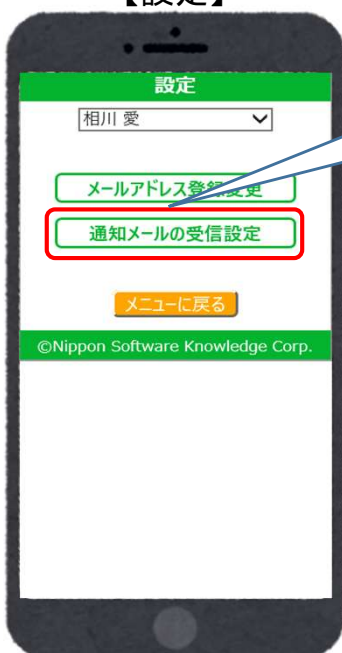 【設定】
設定
相川 愛
メールアドレス登録変更
通知メールの受信設定
メニューに戻る
©Nippon Software Knowledge Corp.